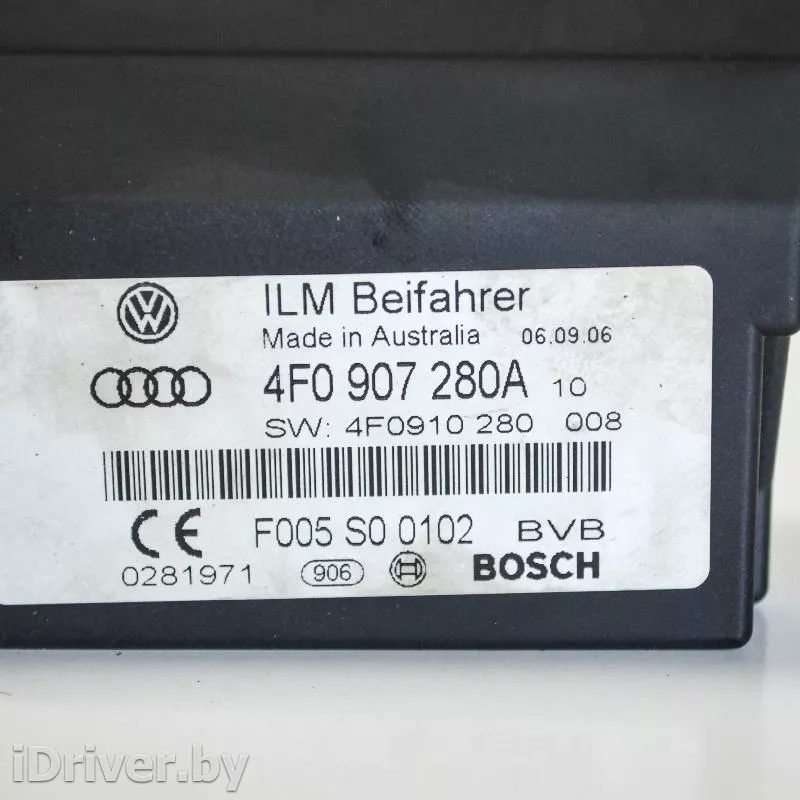 ILM Beifahrer
Made in Australia 06.09.06
4F0 907 280A 10
SW: 4F0910 280 008
CE F005 S0 0102 BVB
0281971 906 BOSCH
iDriver.by